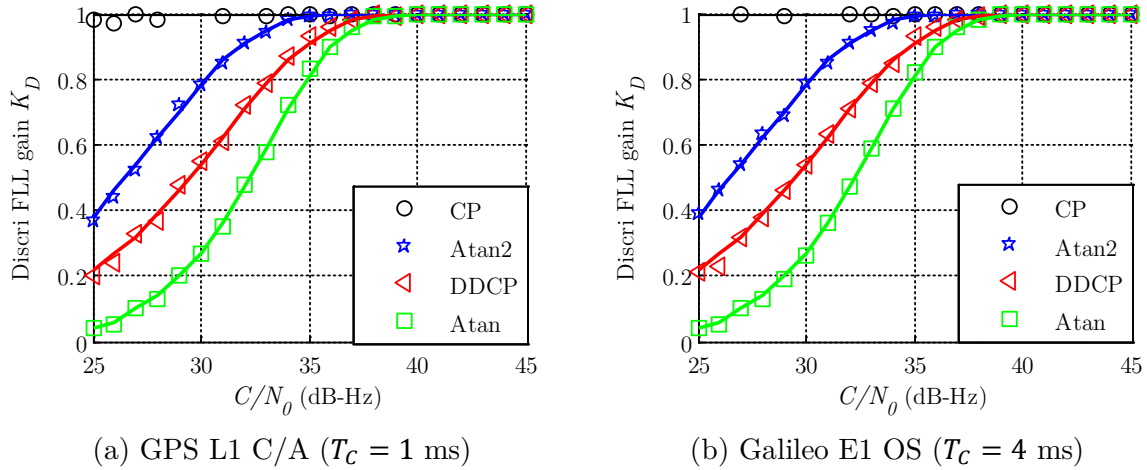 Discri FLL gain K_D
1
0.8
0.6
0.4
0.2
0
25
30
35
40
45
C/N_0 (dB-Hz)
CP
Atan2
DDCP
Atan
(a) GPS L1 C/A (T_C = 1 ms)
Discri FLL gain K_D
1
0.8
0.6
0.4
0.2
0
25
30
35
40
45
C/N_0 (dB-Hz)
CP
Atan2
DDCP
Atan
(b) Galileo E1 OS (T_C = 4 ms)